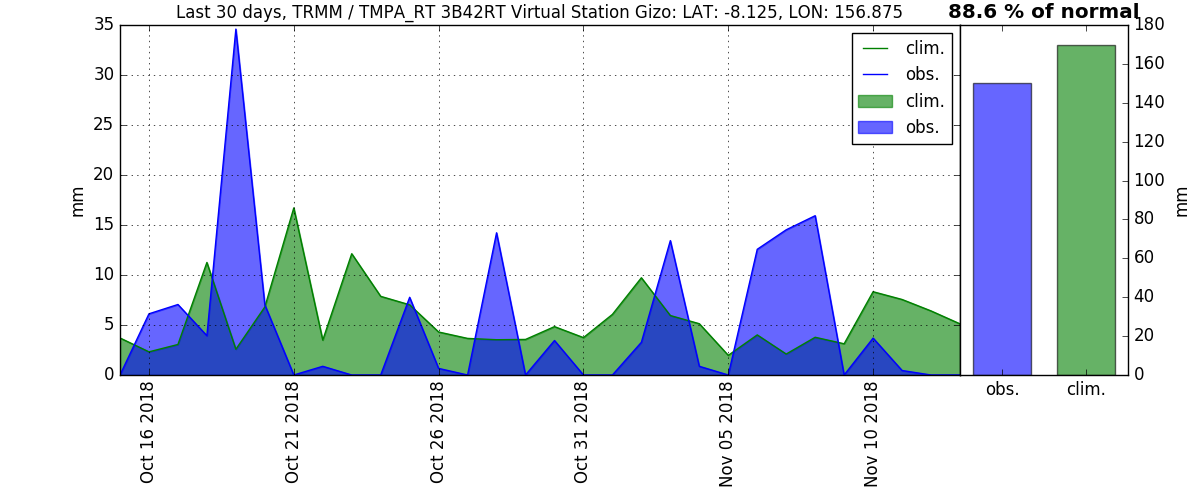 Last 30 days, TRMM / TMPA_RT 3B42RT Virtual Station Gizo: LAT: -8.125, LON: 156.875
88.6 % of normal
35
30
25
20
15
10
5
0
mm
clim.
obs.
clim.
obs.
Oct 16 2018
Oct 21 2018
Oct 26 2018
Oct 31 2018
Nov 05 2018
Nov 10 2018
180
160
140
120
100
80
60
40
20
0
mm
obs.
clim.